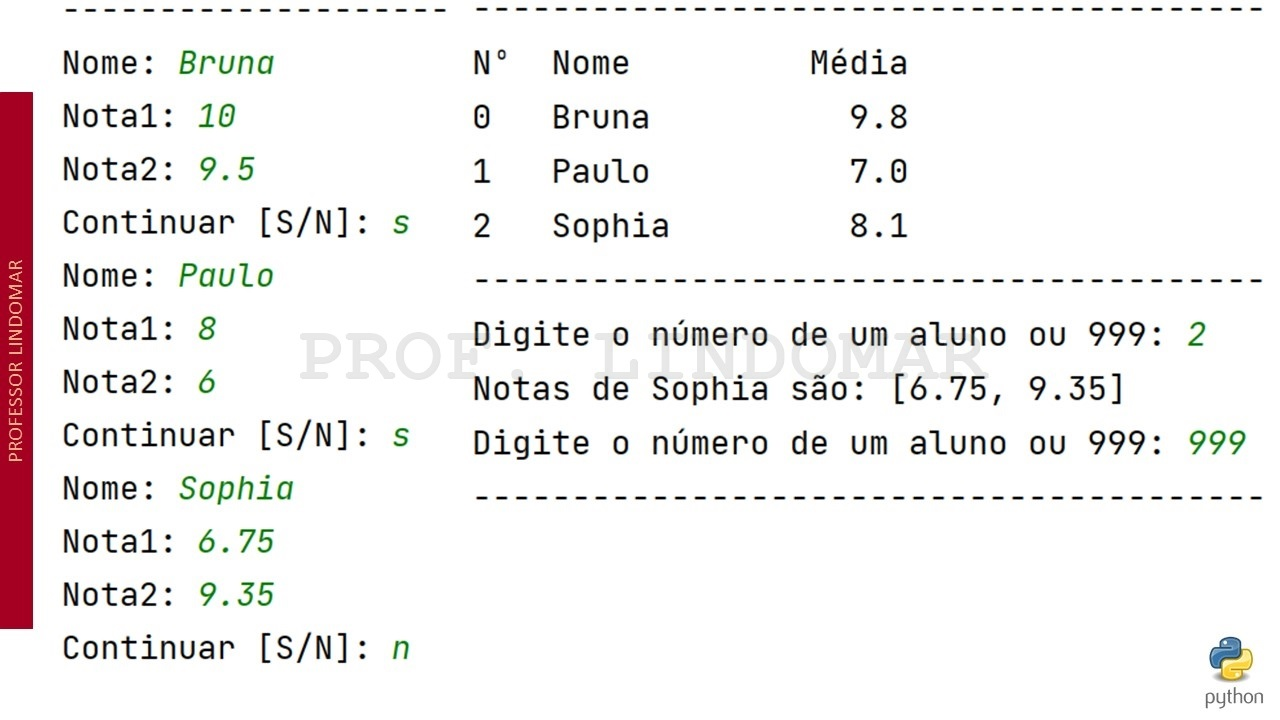 --------------------
Nome: Bruna
Nota1: 10
Nota2: 9.5
Continuar [S/N]: s
Nome: Paulo
Nota1: 8
Nota2: 6
Continuar [S/N]: s
Nome: Sophia
Nota1: 6.75
Nota2: 9.35
Continuar [S/N]: n
----------------------------------------
Nº Nome Média
0 Bruna 9.8
1 Paulo 7.0
2 Sophia 8.1
----------------------------------------
Digite o número de um aluno ou 999: 2
Notas de Sophia são: [6.75, 9.35]
Digite o número de um aluno ou 999: 999
----------------------------------------
PROF. LINDOMAR
PROFESSOR LINDOMAR
python